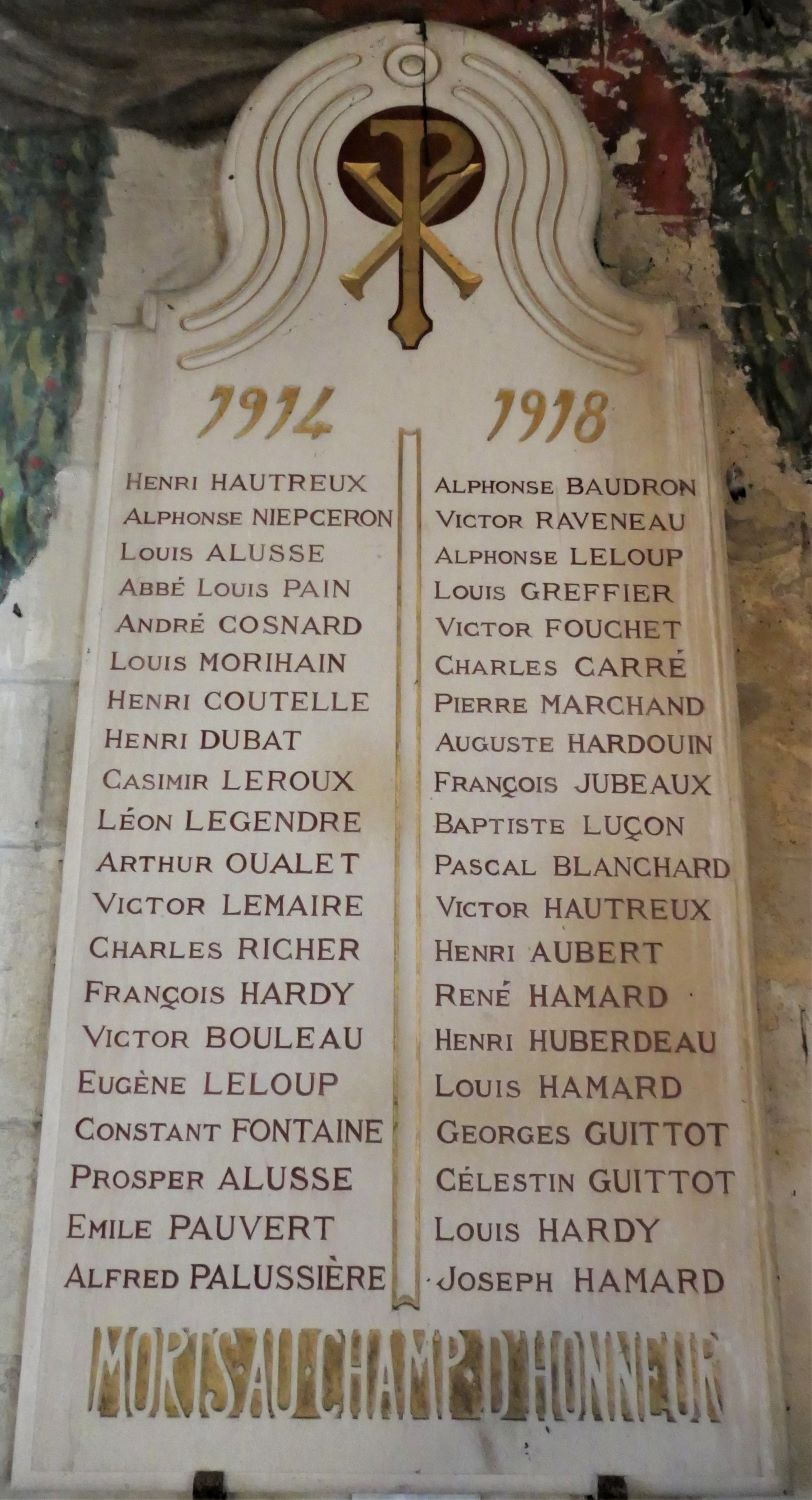 1914
1918
HENRI HAUTREUX
ALPHONSE NIEPCERON
LOUIS ALUSSE
ABBÉ LOUIS PAIN
ANDRÉ COSNARD
LOUIS MORIHAIN
HENRI COUTELLE
HENRI DUBAT
CASIMIR LEROUX
LÉON LEGENDRE
ARTHUR OUALET
VICTOR LEMAIRE
CHARLES RICHER
FRANÇOIS HARDY
VICTOR BOULEAU
EUGÈNE LELOUP
CONSTANT FONTAINE
PROSPER ALUSSE
EMILE PAUVERT
ALFRED PALUSSIÈRE
ALPHONSE BAUDRON
VICTOR RAVENEAU
ALPHONSE LELOUP
LOUIS GREFFIER
VICTOR FOUCHET
CHARLES CARRÉ
PIERRE MARCHAND
AUGUSTE HARDOUIN
FRANÇOIS JUBEAUX
BAPTISTE LUÇON
PASCAL BLANCHARD
VICTOR HAUTREUX
HENRI AUBERT
RENÉ HAMARD
HENRI HUBERDEAU
LOUIS HAMARD
GEORGES GUITTOT
CÉLESTIN GUITTOT
LOUIS HARDY
JOSEPH HAMARD
MORTS·AU·CHAMP·D'HONNEUR